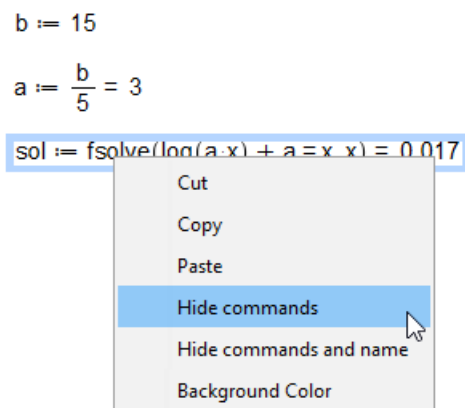 b := 15
a := b/5 = 3
sol := fsolve(log(a·x) + a = x, x) = 0.017
Cut
Copy
Paste
Hide commands
Hide commands and name
Background Color